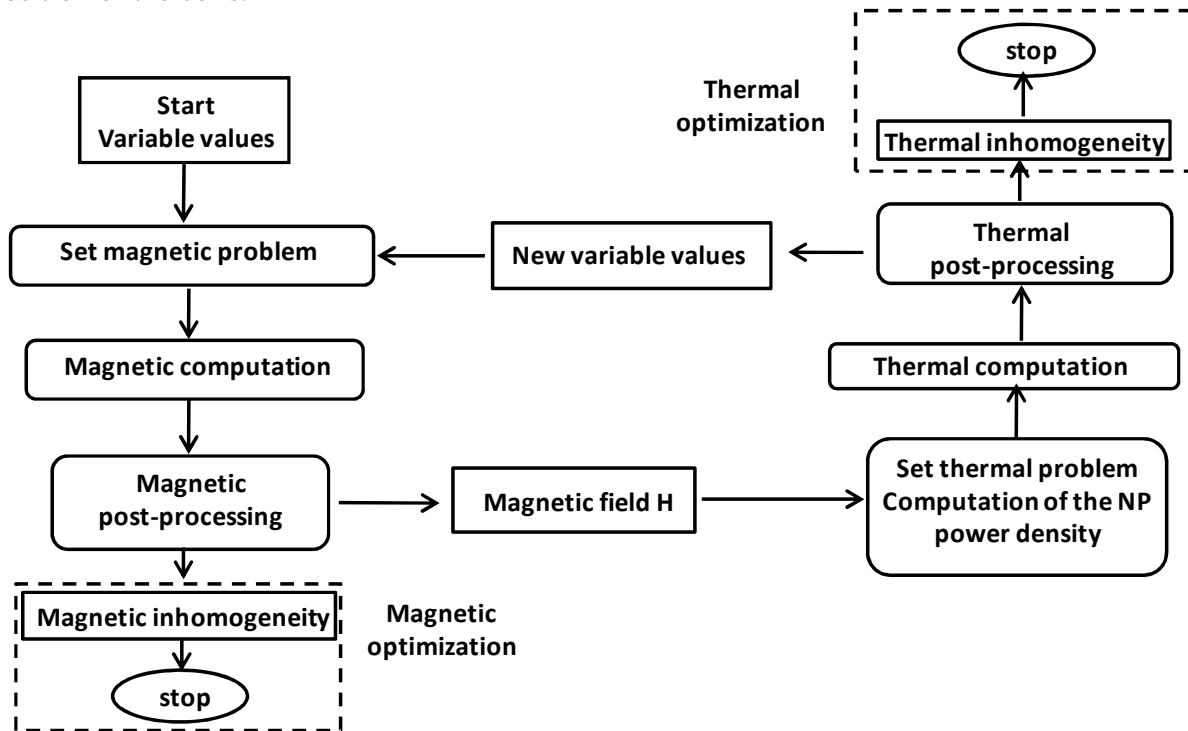 stop
Start
Variable values
Thermal
optimization
Thermal inhomogeneity
Set magnetic problem
New variable values
Thermal
post-processing
Magnetic computation
Thermal computation
Magnetic
post-processing
Magnetic field H
Set thermal problem
Computation of the NP
power density
Magnetic inhomogeneity
Magnetic
optimization
stop